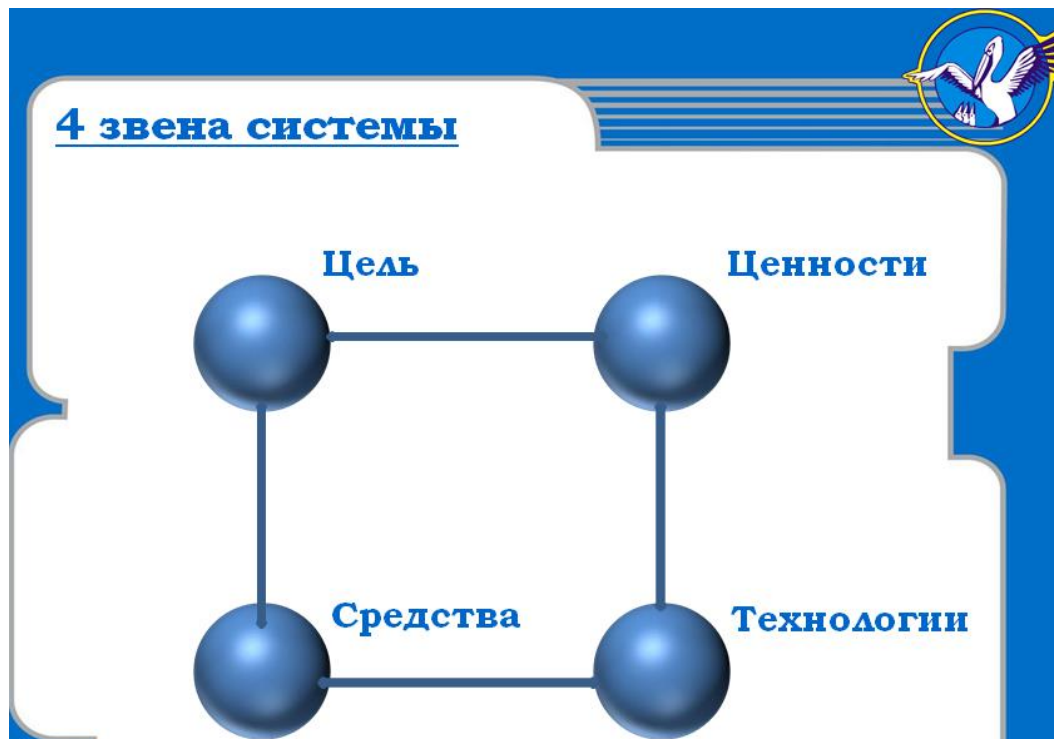 4 звена системы
Цель
Ценности
Средства
Технологии